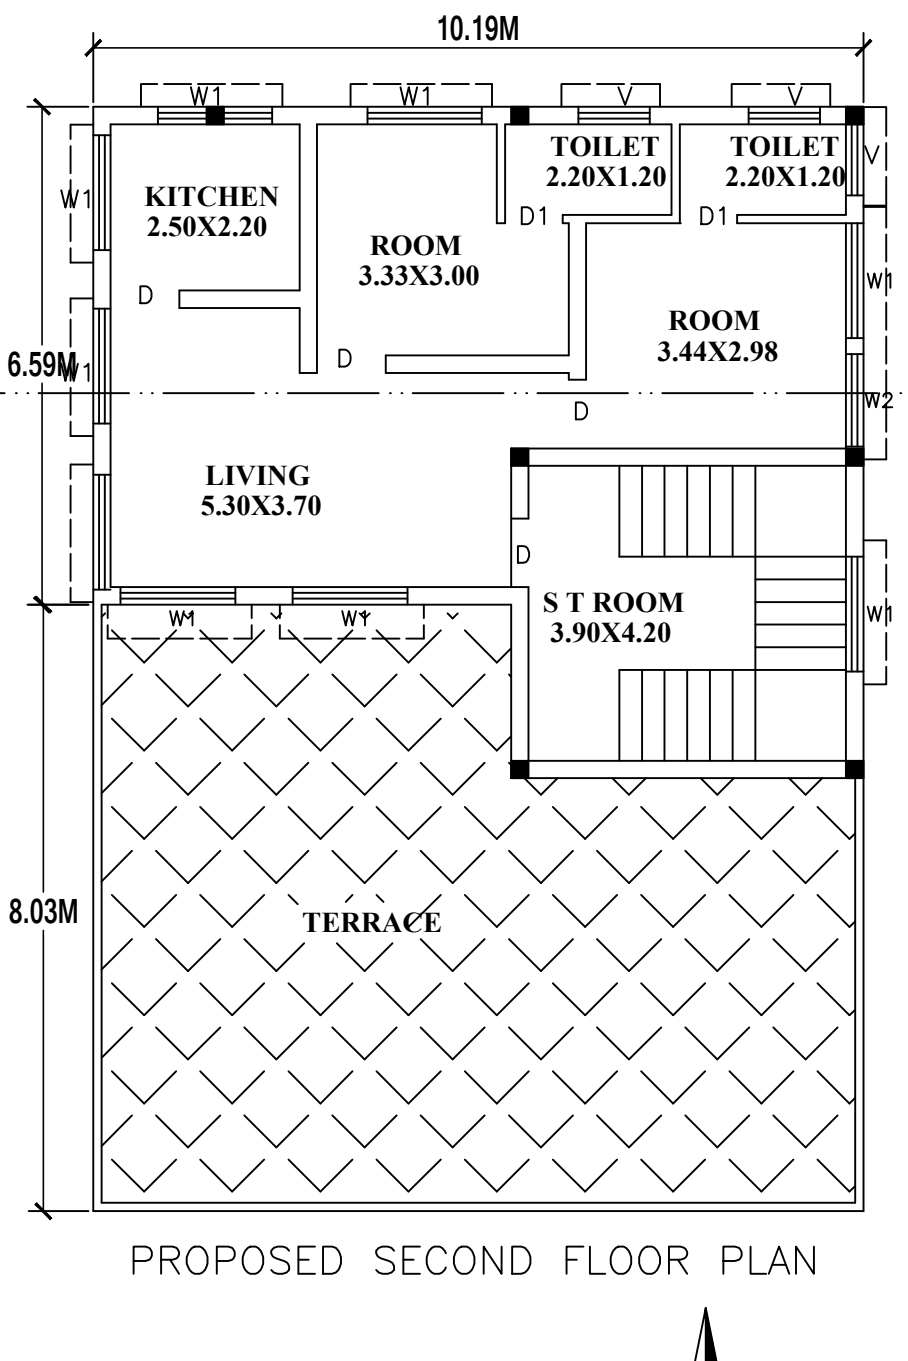 10.19M
W1
W1
V
V
TOILET
2.20X1.20
TOILET
2.20X1.20
V
W1
KITCHEN
2.50X2.20
D1
D1
ROOM
3.33X3.00
W1
D
ROOM
3.44X2.98
D
6.59M
W1
W2
D
LIVING
5.30X3.70
D
S T ROOM
3.90X4.20
W1
W1
W1
8.03M
TERRACE
PROPOSED SECOND FLOOR PLAN